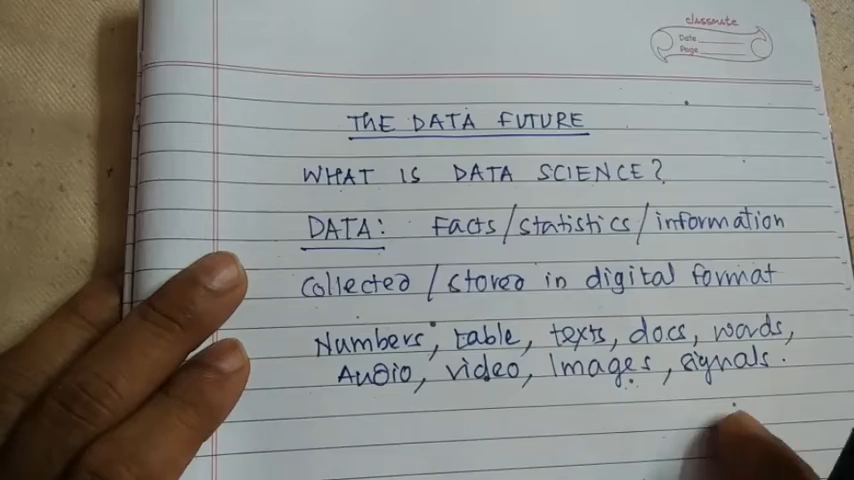 classmate
Date
Page
THE DATA FUTURE
WHAT IS DATA SCIENCE?
DATA: Facts/statistics/information
Collected/stored in digital format
Numbers, table, texts, docs, words,
Audio, video, Images, signals.